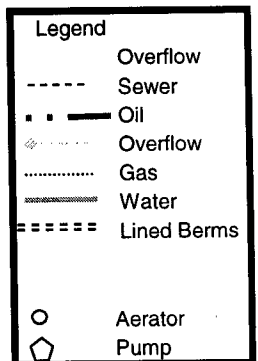 Legend
Overflow
Sewer
Oil
Overflow
Gas
Water
Lined Berms
Aerator
Pump